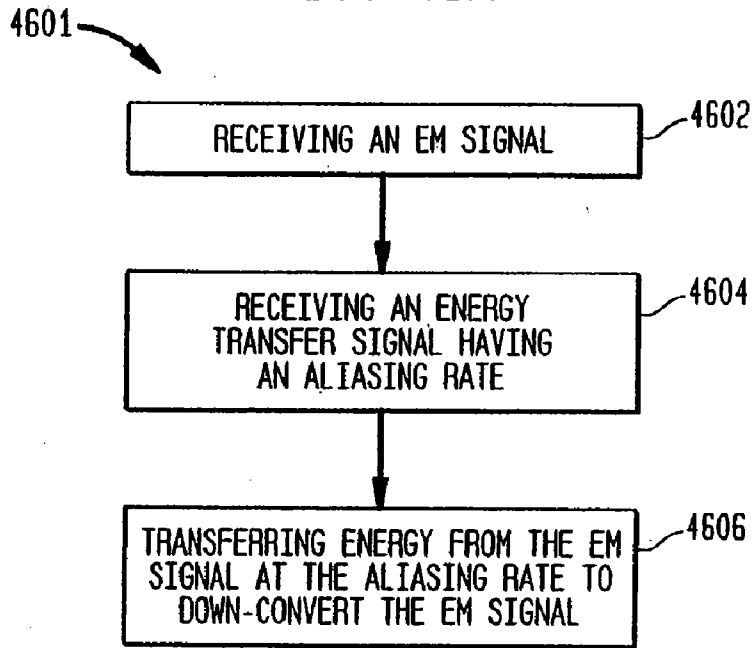 4601
RECEIVING AN EM SIGNAL
4602
RECEIVING AN ENERGY
TRANSFER SIGNAL HAVING
AN ALIASING RATE
4604
TRANSFERRING ENERGY FROM THE EM
SIGNAL AT THE ALIASING RATE TO
DOWN-CONVERT THE EM SIGNAL
4606